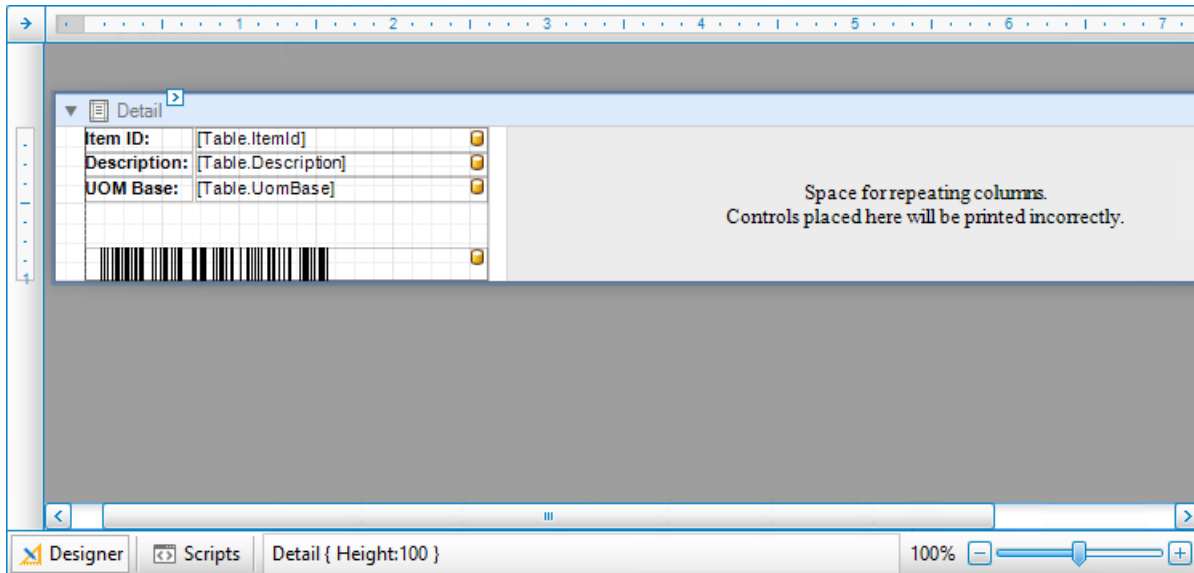 1 2 3 4 5 6 7
Detail
Item ID: [Table.ItemId]
Description: [Table.Description]
UOM Base: [Table.UomBase]
Space for repeating columns.
Controls placed here will be printed incorrectly.
1
Designer Scripts Detail { Height:100 } 100%